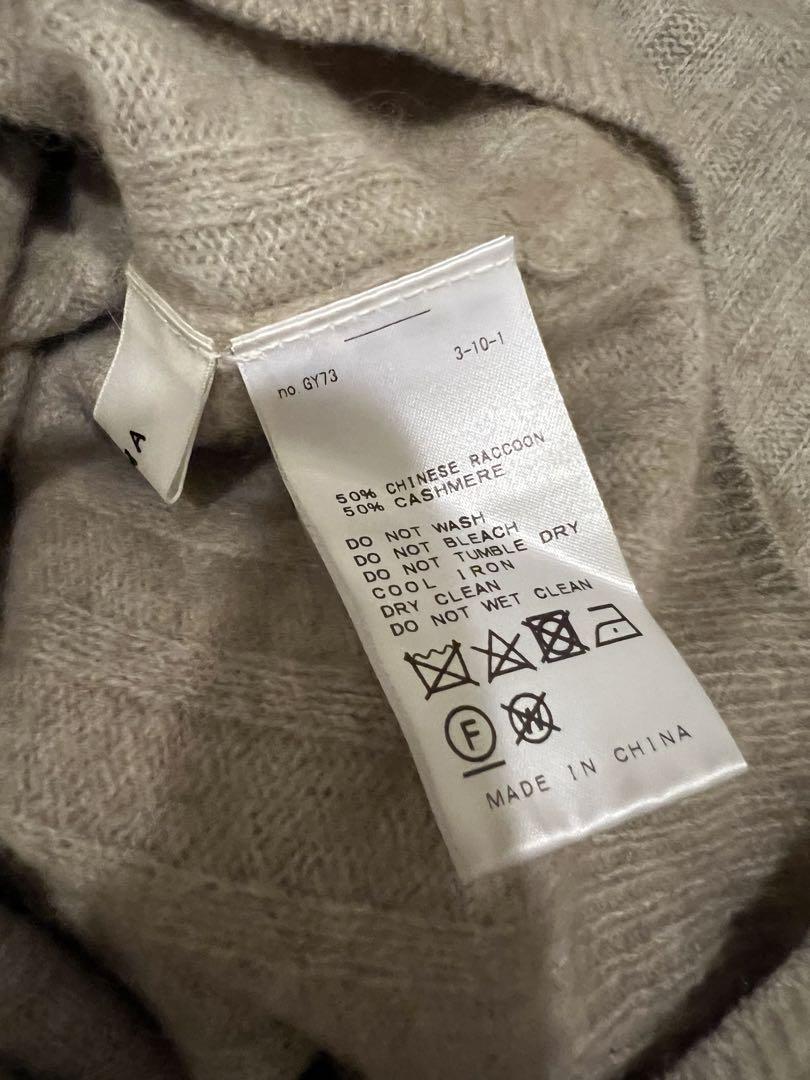 no.GY73
3-10-1
50% CHINESE RACCOON
50% CASHMERE
DO NOT WASH
DO NOT BLEACH
DO NOT TUMBLE DRY
COOL IRON
DRY CLEAN
DO NOT WET CLEAN
F
W
MADE IN CHINA